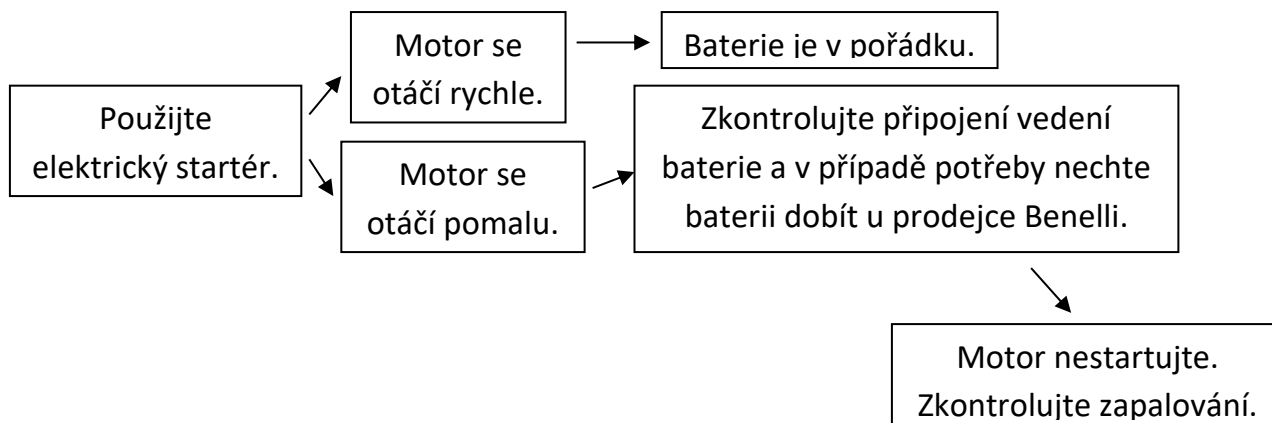 Motor se
otáčí rychle.
Baterie je v pořádku.
Použijte
elektrický startér.
Motor se
otáčí pomalu.
Zkontrolujte připojení vedení
baterie a v případě potřeby nechte
baterii dobít u prodejce Benelli.
Motor nestartujte.
Zkontrolujte zapalování.